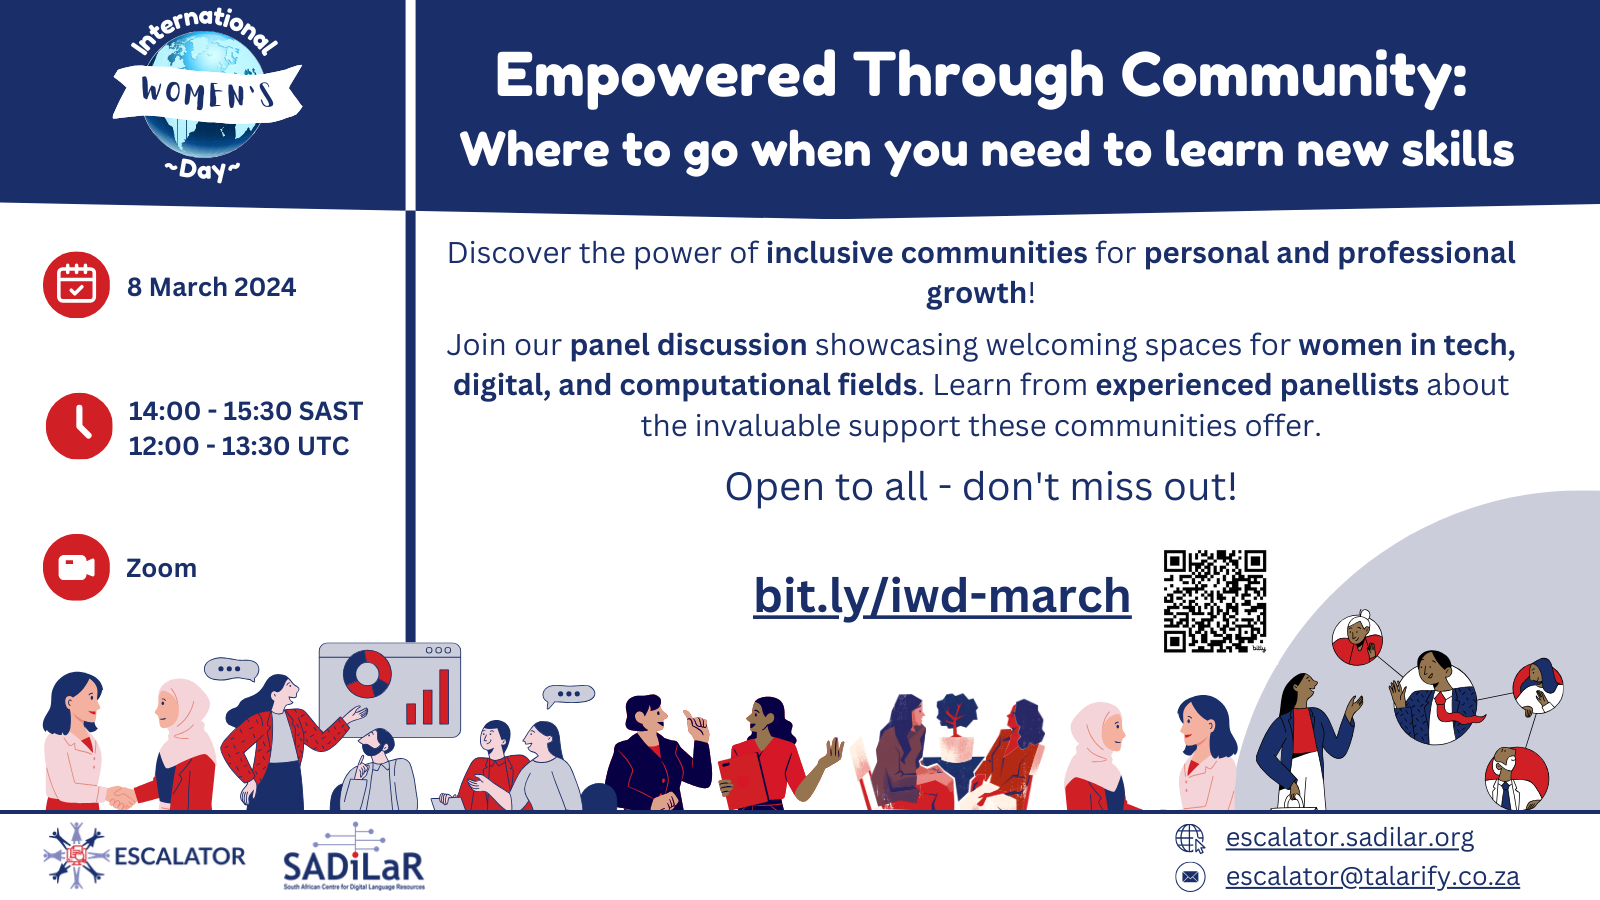 International
WOMEN'S
~Day~
Empowered Through Community:
Where to go when you need to learn new skills
8 March 2024
14:00 - 15:30 SAST
12:00 - 13:30 UTC
Zoom
Discover the power of inclusive communities for personal and professional
growth!
Join our panel discussion showcasing welcoming spaces for women in tech,
digital, and computational fields. Learn from experienced panellists about
the invaluable support these communities offer.
Open to all - don't miss out!
bit.ly/iwd-march
bitly
ESCALATOR
SADiLaR
South African Centre for Digital Language Resources
escalator.sadilar.org
escalator@talarify.co.za